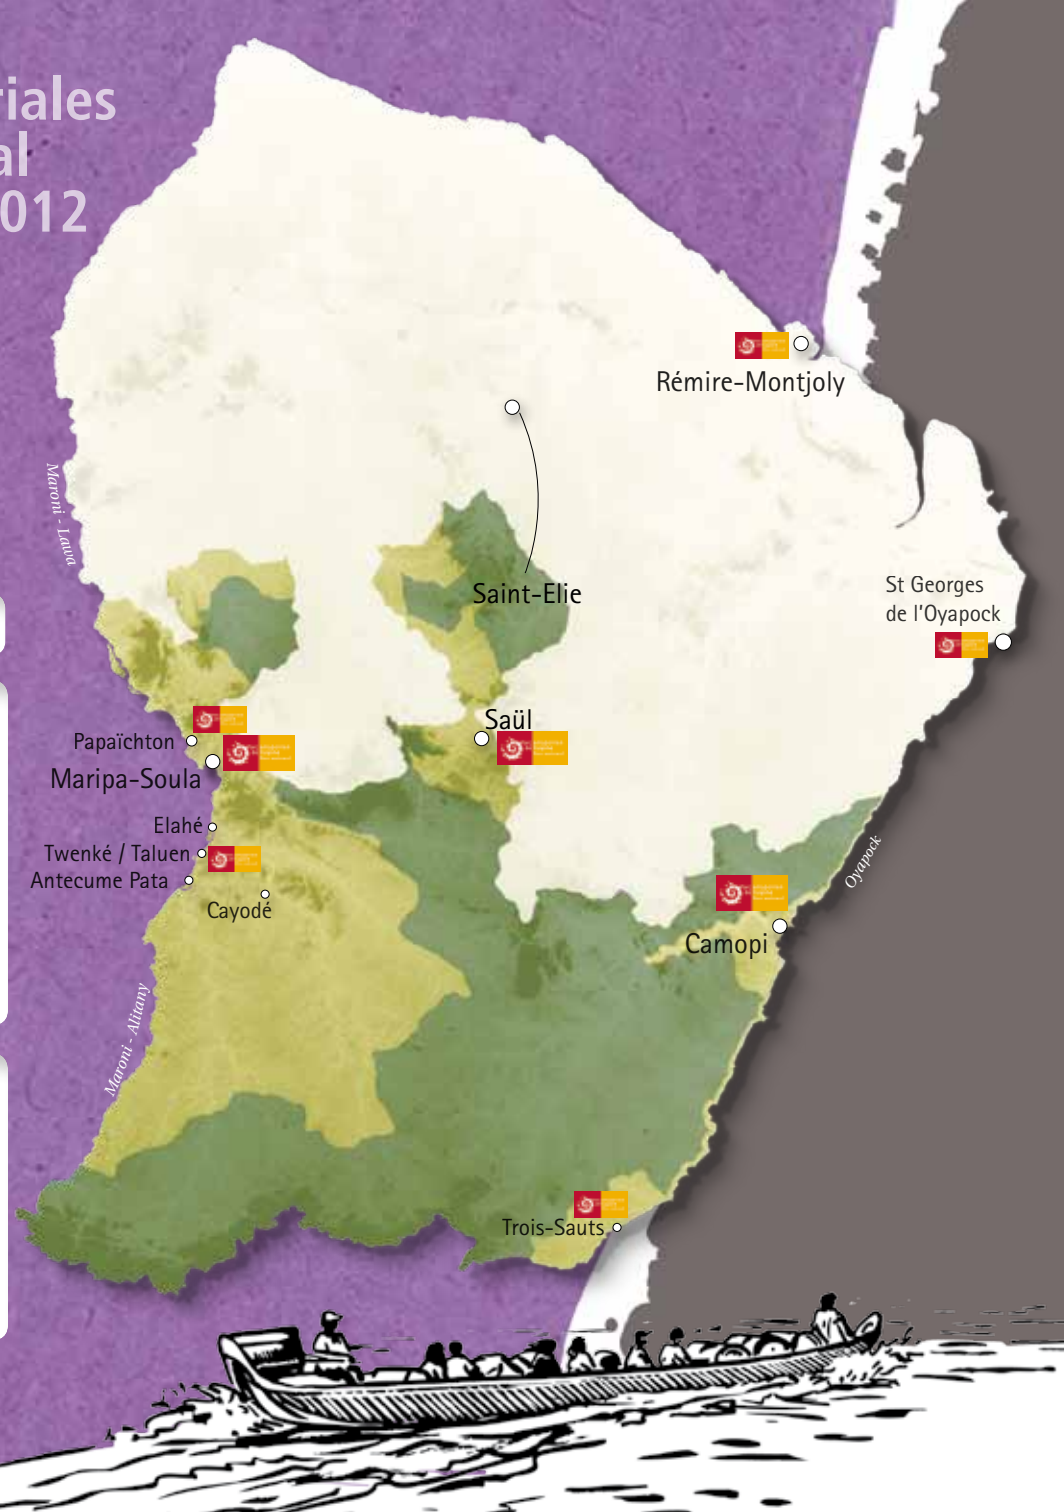 riales
al
012
Rémire-Montjoly
Maroni - Lawa
Saint-Elie
St Georges
de l'Oyapock
Saül
Papaïchton
Maripa-Soula
Elahé
Twenké / Taluen
Antecume Pata
Cayodé
Oyapock
Camopi
Maroni - Alitany
Trois-Sauts